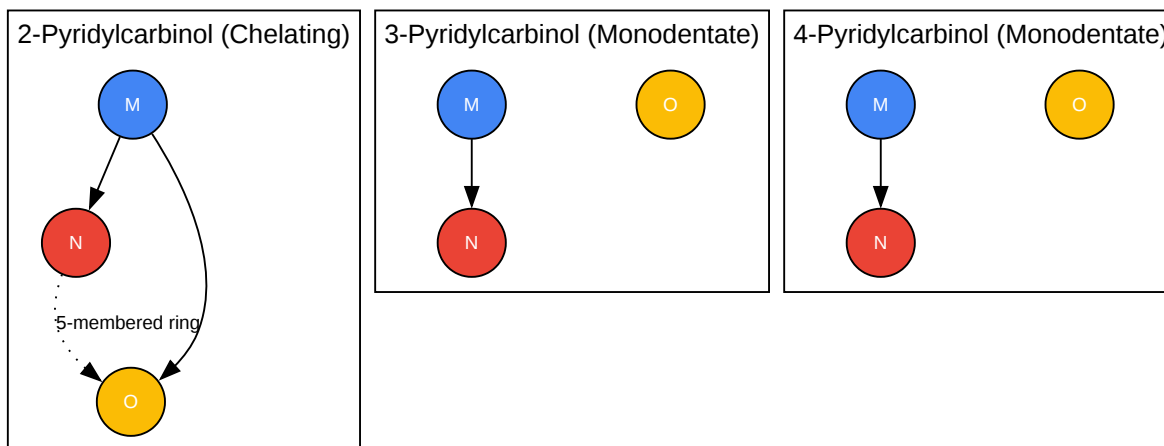 2-Pyridylcarbinol (Chelating)
M
N
5-membered ring
O
3-Pyridylcarbinol (Monodentate)
M
O
N
4-Pyridylcarbinol (Monodentate)
M
O
N